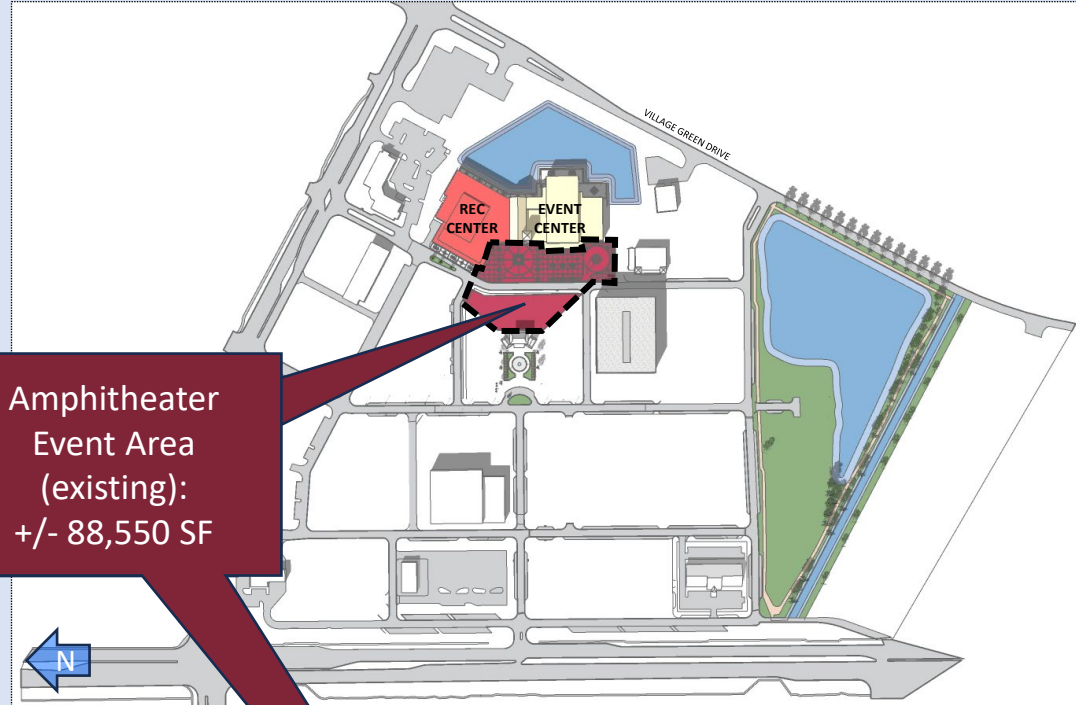 VILLAGE GREEN DRIVE
REC
CENTER
EVENT
CENTER
Amphitheater
Event Area
(existing):
+/- 88,550 SF
N